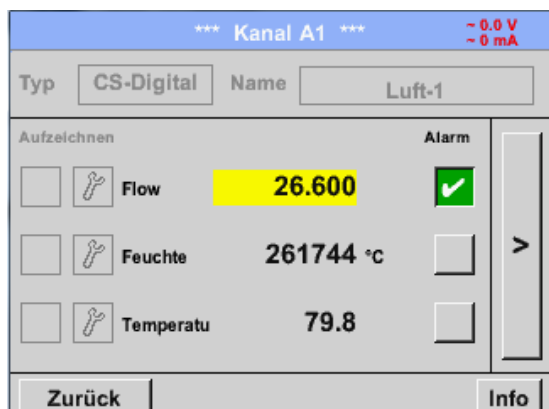 *** Kanal A1 ***
~ 0.0 V
~ 0 mA
Typ CS-Digital Name Luft-1
Aufzeichnen Alarm
Flow 26.600
Feuchte 261744 °C
>
Temperatu 79.8
Zurück Info